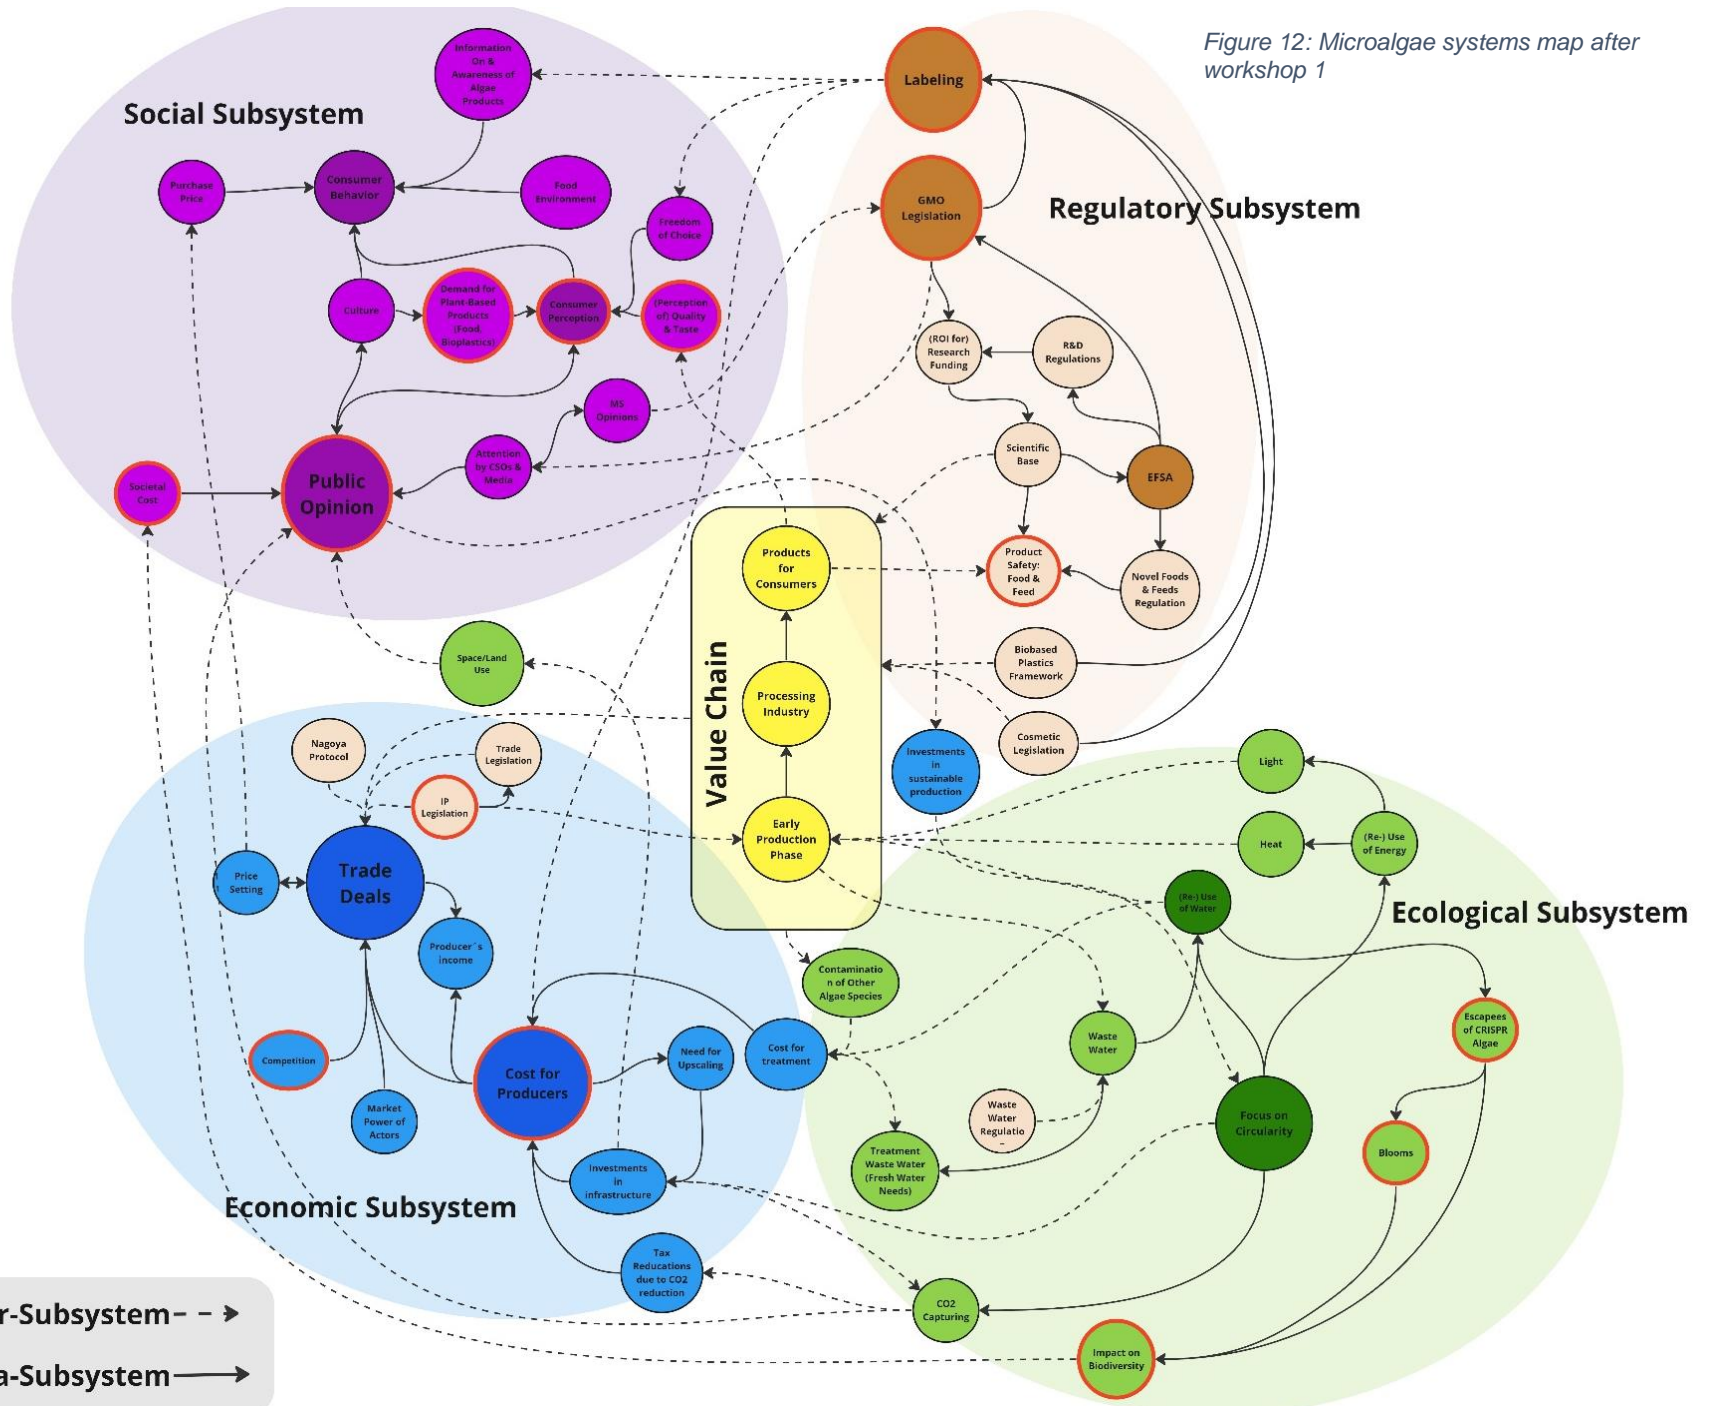 Figure 12: Microalgae systems map after
workshop 1
Social Subsystem
Information
On &
Awareness of
Algae
Products
Purchase
Price
Consumer
Behavior
Food
Environment
Freedom
of Choice
Culture
Demand for
Plant-Based
Products
(Food,
Bioplastics)
Consumer
Perception
(Perception
of) Quality
& Taste
MS
Opinions
Attention
by CSOs &
Media
Societal
Cost
Public
Opinion
Labeling
GMO
Legislation
Regulatory Subsystem
(ROI for)
Research
Funding
R&D
Regulations
Scientific
Base
EFSA
Product
Safety:
Food &
Feed
Novel Foods
& Feeds
Regulation
Biobased
Plastics
Framework
Cosmetic
Legislation
Value Chain
Products
for
Consumers
Processing
Industry
Early
Production
Phase
Space/Land
Use
Nagoya
Protocol
Trade
Legislation
IP
Legislation
Price
Setting
Trade
Deals
Producer´s
income
Competition
Market
Power of
Actors
Cost for
Producers
Need for
Upscaling
Cost for
treatment
Investments
in
infrastructure
Tax
Reducations
due to CO2
reduction
Economic Subsystem
Investments
in
sustainable
production
Light
Heat
(Re-) Use
of Energy
(Re-) Use
of Water
Ecological Subsystem
Contaminatio
n of Other
Algae Species
Waste
Water
Waste
Water
Regulatio
Treatment
Waste Water
(Fresh Water
Needs)
Focus on
Circularity
Escapees
of CRISPR
Algae
Blooms
CO2
Capturing
Impact on
Biodiversity
r-Subsystem
a-Subsystem